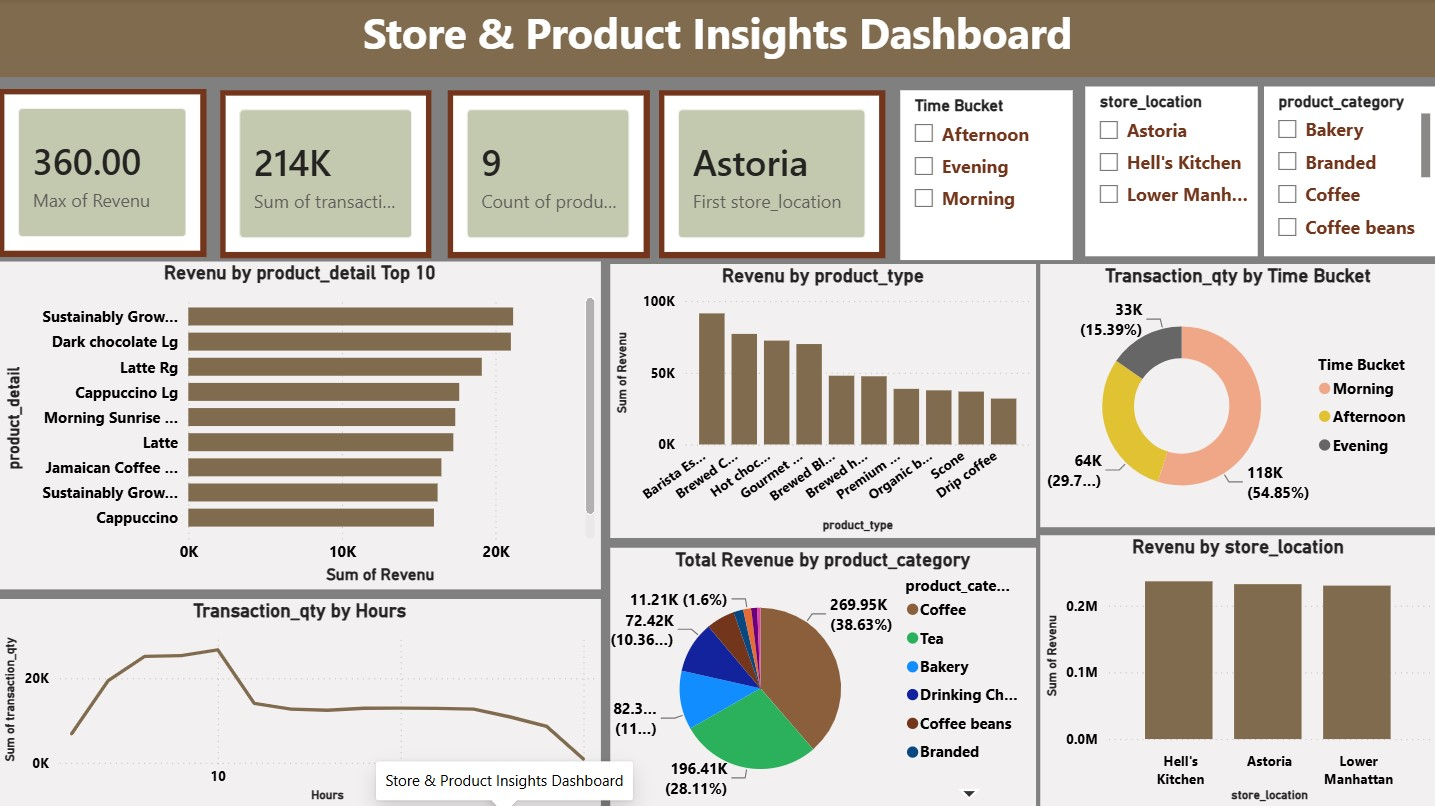 Store & Product Insights Dashboard
360.00
Max of Revenu
214K
Sum of transacti...
9
Count of produ...
Astoria
First store_location
Time Bucket
Afternoon
Evening
Morning
store_location
Astoria
Hell's Kitchen
Lower Manh...
product_category
Bakery
Branded
Coffee
Coffee beans
Revenu by product_detail Top 10
product_detail
Sustainably Grow...
Dark chocolate Lg
Latte Rg
Cappuccino Lg
Morning Sunrise ...
Latte
Jamaican Coffee ...
Sustainably Grow...
Cappuccino
0K 10K 20K
Sum of Revenu
Revenu by product_type
Sum of Revenu
100K
50K
0K
Barista Es...
Brewed C...
Hot choc...
Gourmet ...
Brewed Bl...
Brewed h...
Premium ...
Organic b...
Scone
Drip coffee
product_type
Transaction_qty by Time Bucket
33K
(15.39%)
64K
(29.7...)
118K
(54.85%)
Time Bucket
Morning
Afternoon
Evening
Transaction_qty by Hours
Sum of transaction_qty
20K
0K
10
Hours
Store & Product Insights Dashboard
Total Revenue by product_category
11.21K (1.6%)
72.42K
(10.36...)
82.3...
(11...)
196.41K
(28.11%)
269.95K
(38.63%)
product_cate...
Coffee
Tea
Bakery
Drinking Ch...
Coffee beans
Branded
Revenu by store_location
Sum of Revenu
0.2M
0.1M
0.0M
Hell's
Kitchen
Astoria
Lower
Manhattan
store_location